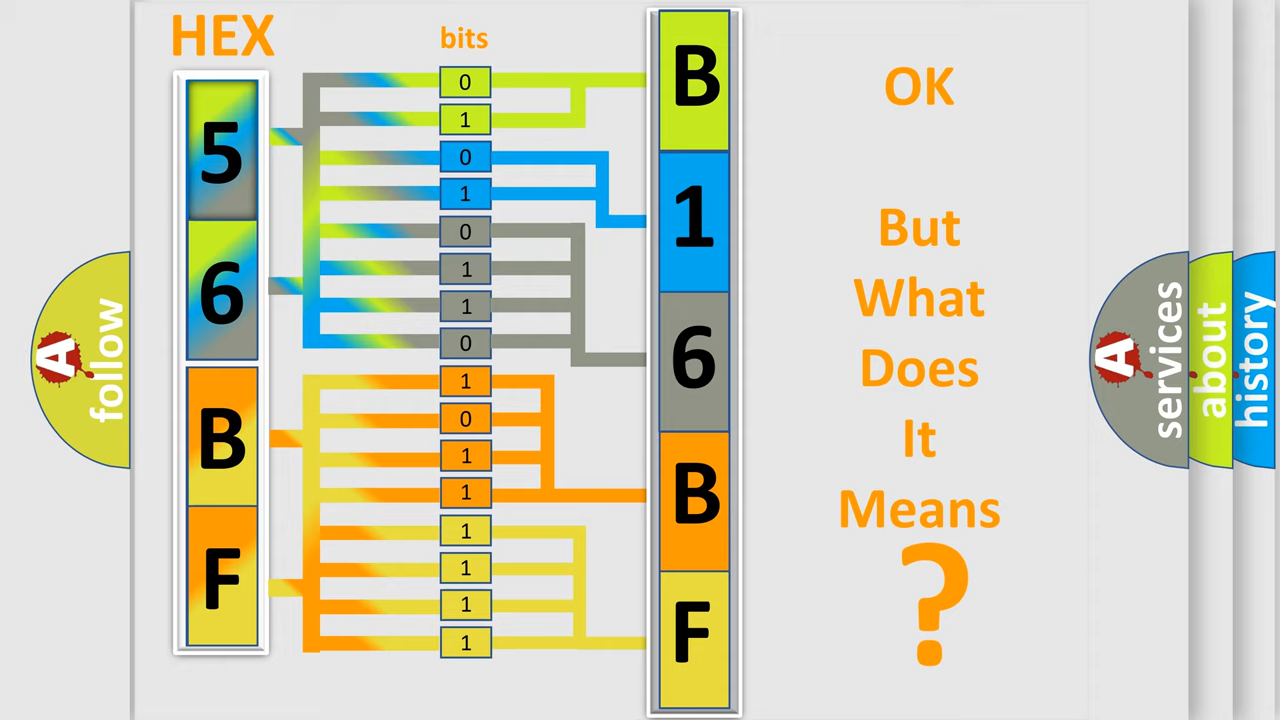 HEX
bits
5
6
B
F
0
1
0
1
0
1
1
0
1
0
1
1
1
1
1
1
B
1
6
B
F
OK
But
What
Does
It
Means
?
A
follow
A
services
about
history